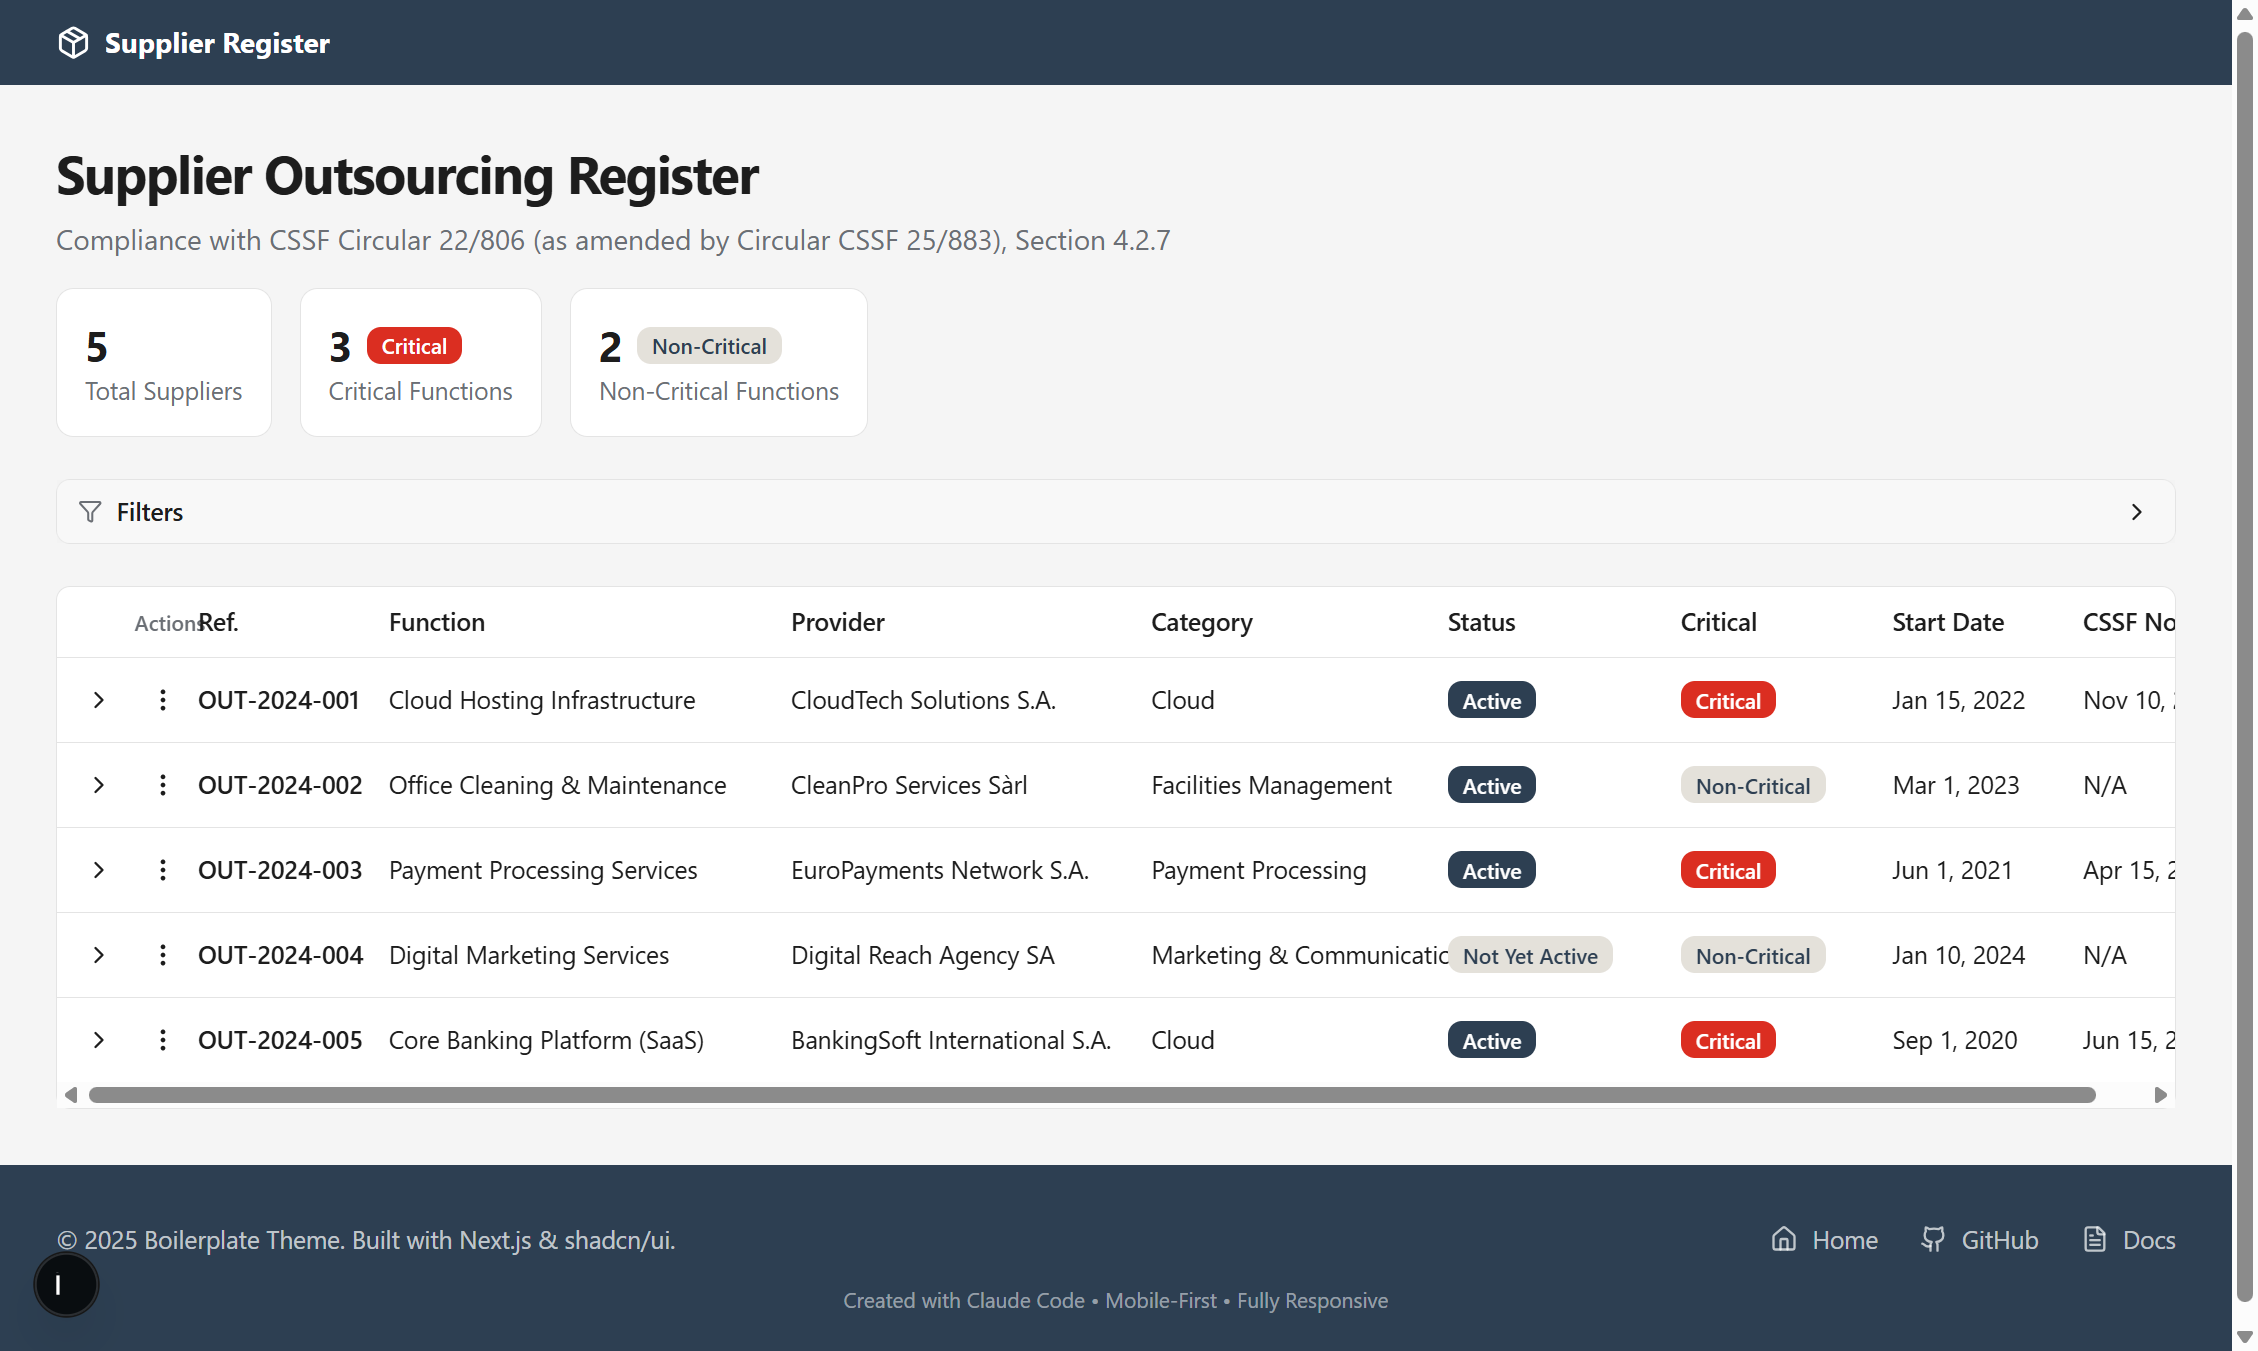 Supplier Register
Supplier Outsourcing Register
Compliance with CSSF Circular 22/806 (as amended by Circular CSSF 25/883), Section 4.2.7
5
Total Suppliers
3 Critical
Critical Functions
2 Non-Critical
Non-Critical Functions
Filters
Actions Ref. Function Provider Category Status Critical Start Date CSSF No
OUT-2024-001 Cloud Hosting Infrastructure CloudTech Solutions S.A. Cloud Active Critical Jan 15, 2022 Nov 10,
OUT-2024-002 Office Cleaning & Maintenance CleanPro Services Sàrl Facilities Management Active Non-Critical Mar 1, 2023 N/A
OUT-2024-003 Payment Processing Services EuroPayments Network S.A. Payment Processing Active Critical Jun 1, 2021 Apr 15, 2
OUT-2024-004 Digital Marketing Services Digital Reach Agency SA Marketing & Communicatio Not Yet Active Non-Critical Jan 10, 2024 N/A
OUT-2024-005 Core Banking Platform (SaaS) BankingSoft International S.A. Cloud Active Critical Sep 1, 2020 Jun 15, 2
© 2025 Boilerplate Theme. Built with Next.js & shadcn/ui.
Home GitHub Docs
Created with Claude Code • Mobile-First • Fully Responsive